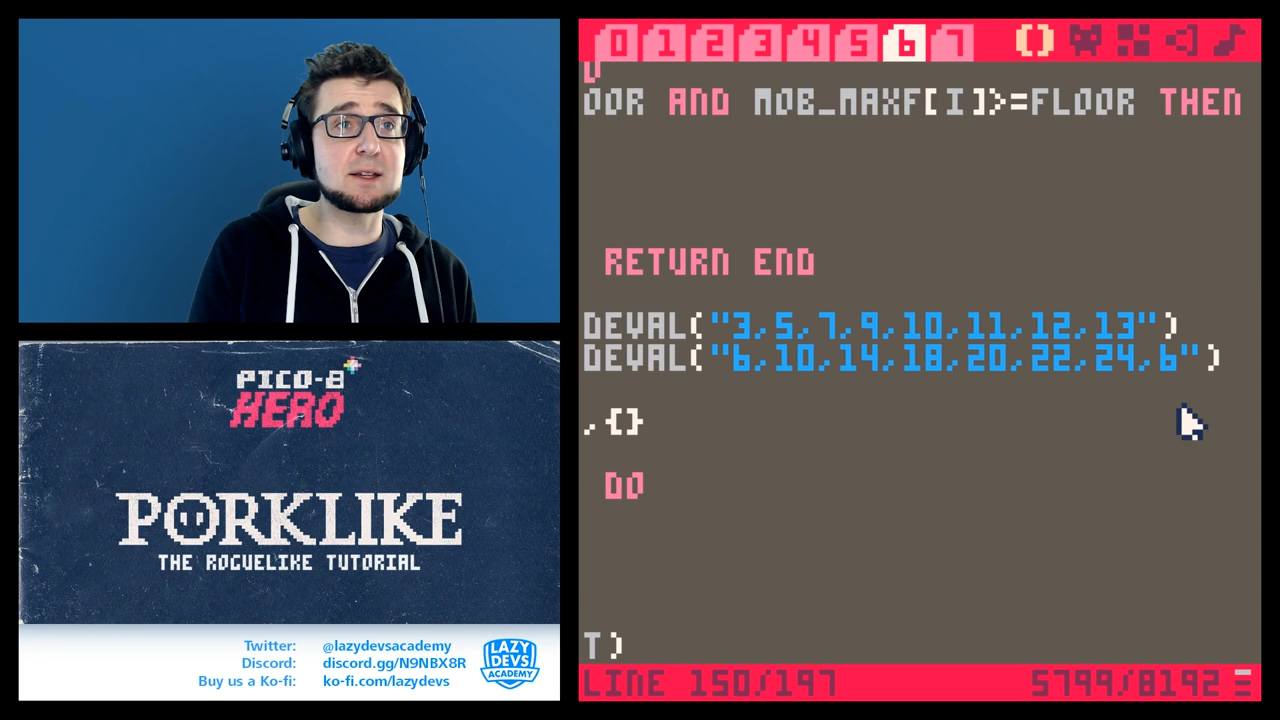 0 1 2 3 4 5 6 7 ()
OOR AND MOB_MAXF[I]>=FLOOR THEN
RETURN END
DEVAL("3,5,7,9,10,11,12,13")
DEVAL("6,10,14,18,20,22,24,6")
,{}
DO
T)
LINE 150/197 5799/8192
PICO-8
HERO
PORKLIKE
THE ROGUELIKE TUTORIAL
Twitter: @lazydevsacademy
Discord: discord.gg/N9NBX8R
Buy us a Ko-fi: ko-fi.com/lazydevs
LAZY
DEVS
ACADEMY